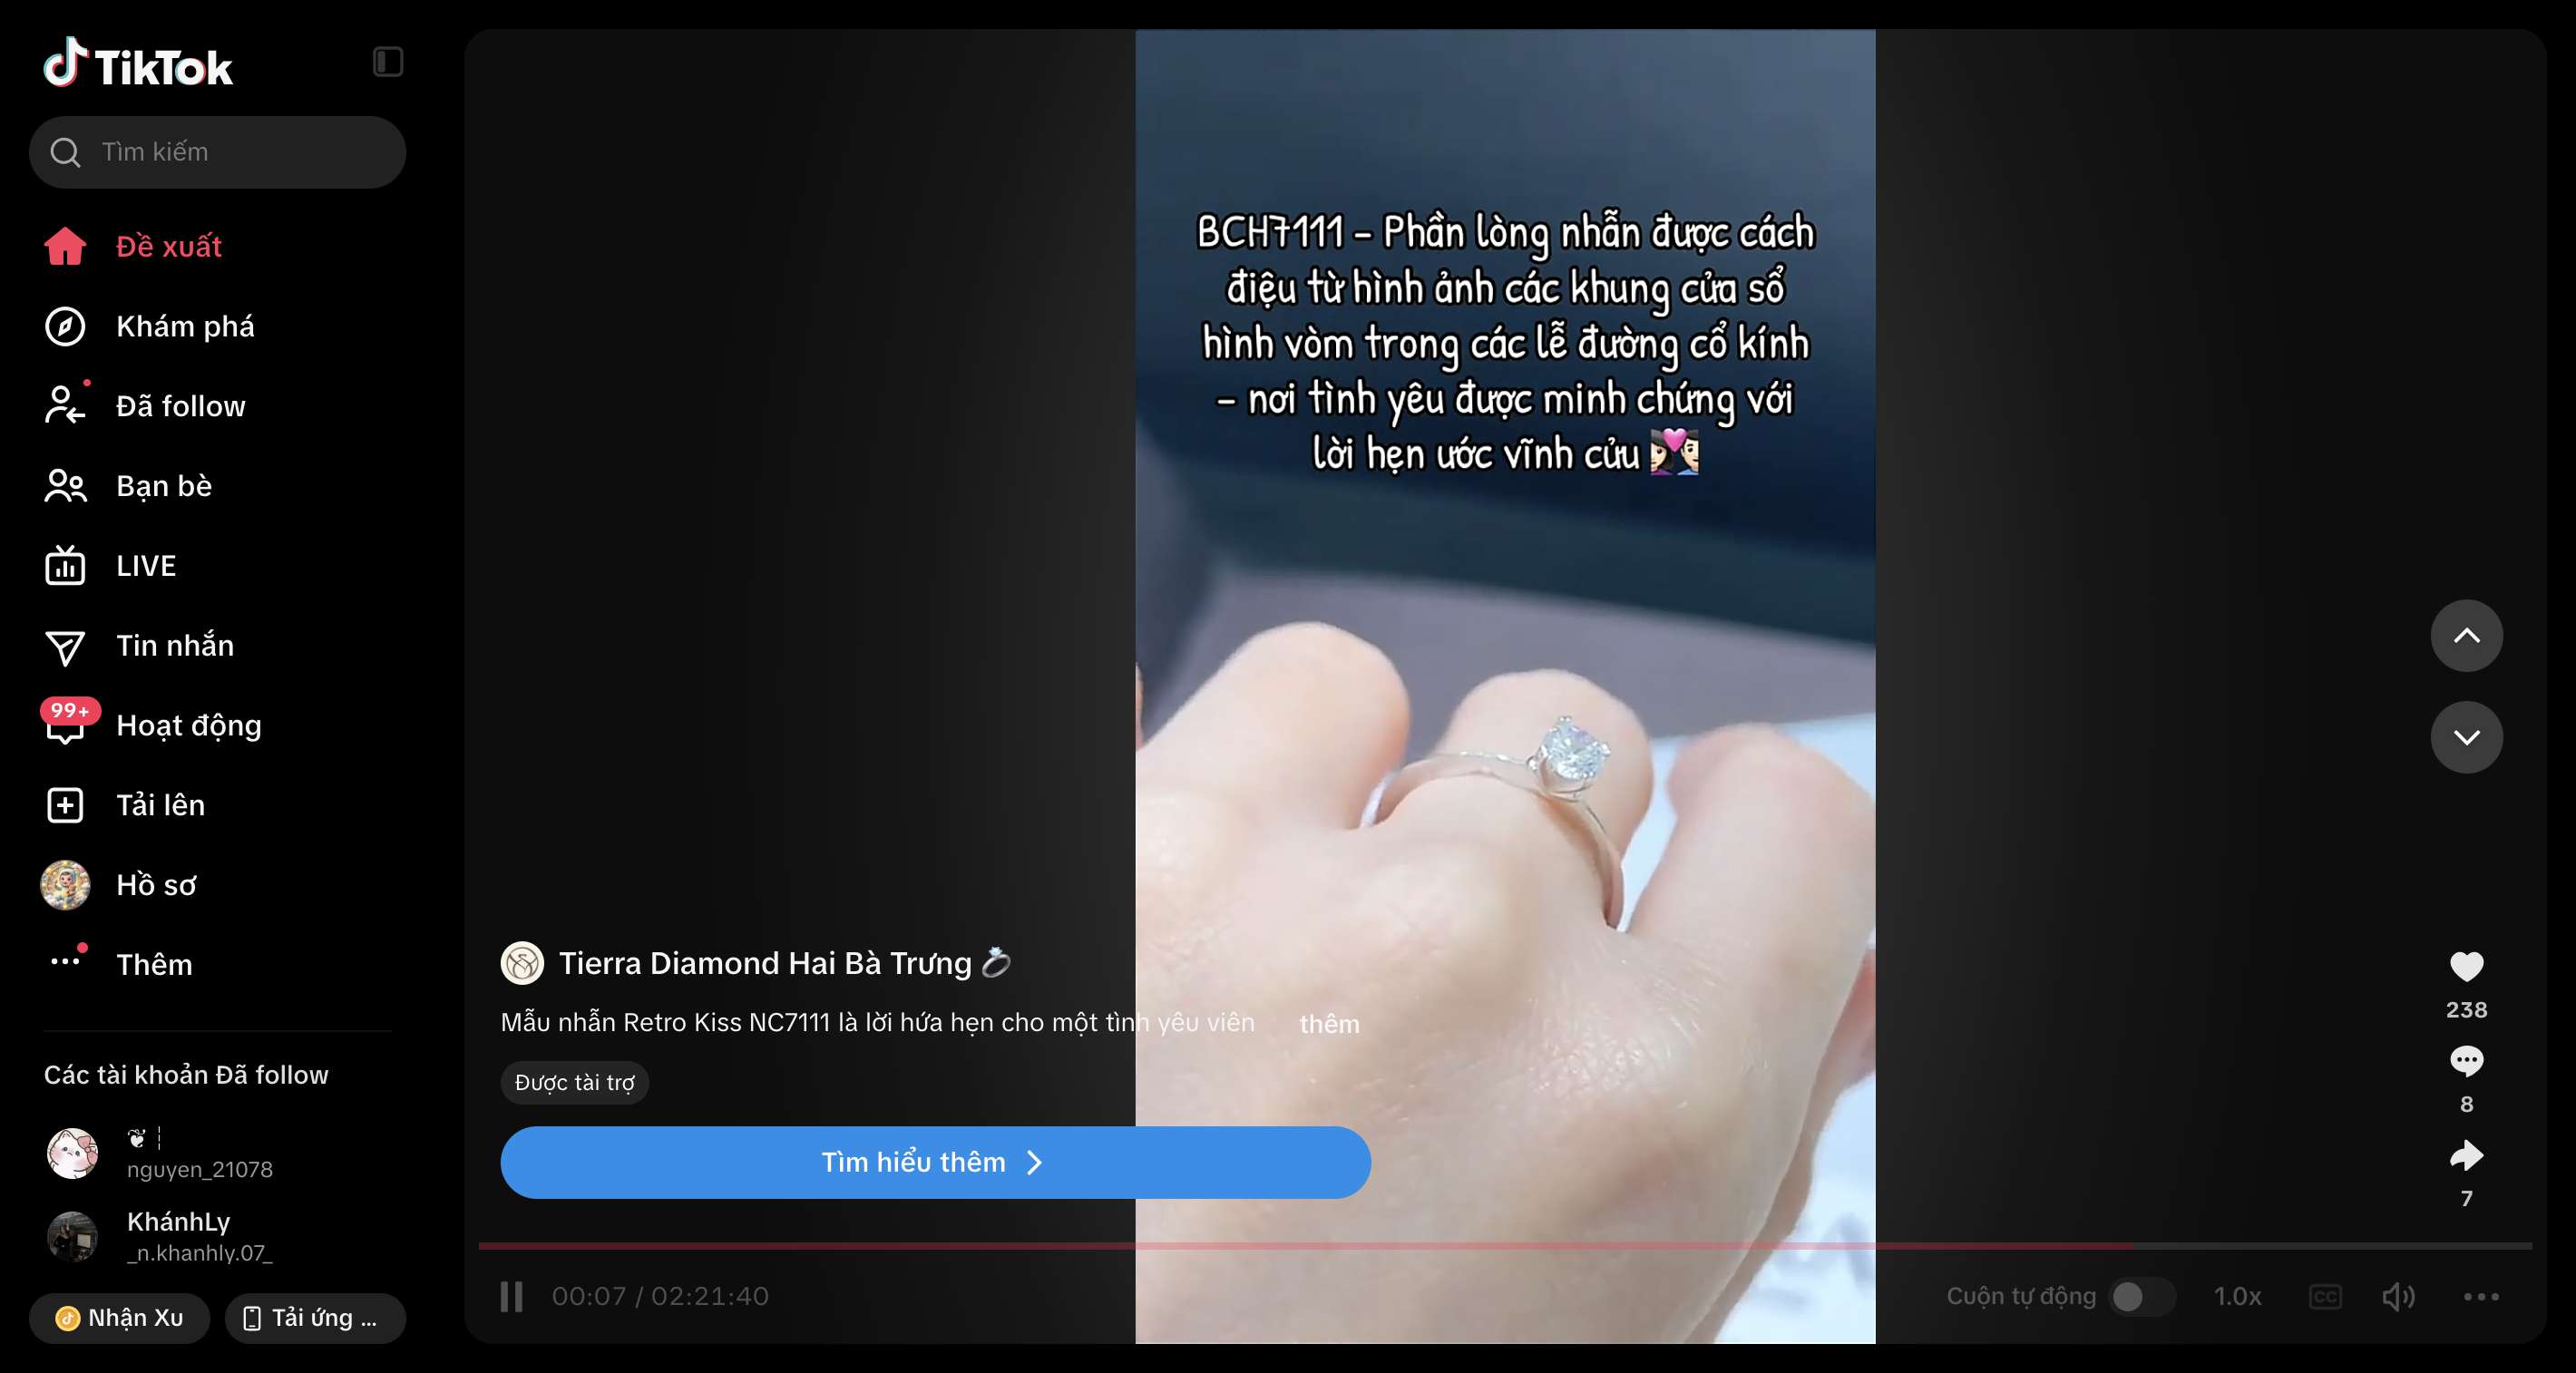 TikTok
Tìm kiếm
Đề xuất
Khám phá
Đã follow
Bạn bè
LIVE
Tin nhắn
99+
Hoạt động
Tải lên
Hồ sơ
Thêm
Các tài khoản Đã follow
nguyen_21078
KhánhLy
_n.khanhly.07_
Nhận Xu
Tải ứng ...
BCH7111 – Phần lòng nhẫn được cách
điệu từ hình ảnh các khung cửa sổ
hình vòm trong các lễ đường cổ kính
– nơi tình yêu được minh chứng với
lời hẹn ước vĩnh cửu 👩🏻‍❤️‍👨🏻
Tierra Diamond Hai Bà Trưng 💍
Mẫu nhẫn Retro Kiss NC7111 là lời hứa hẹn cho một tình yêu viên thêm
Được tài trợ
Tìm hiểu thêm
238
8
7
00:07 / 02:21:40
Cuộn tự động
1.0x
CC